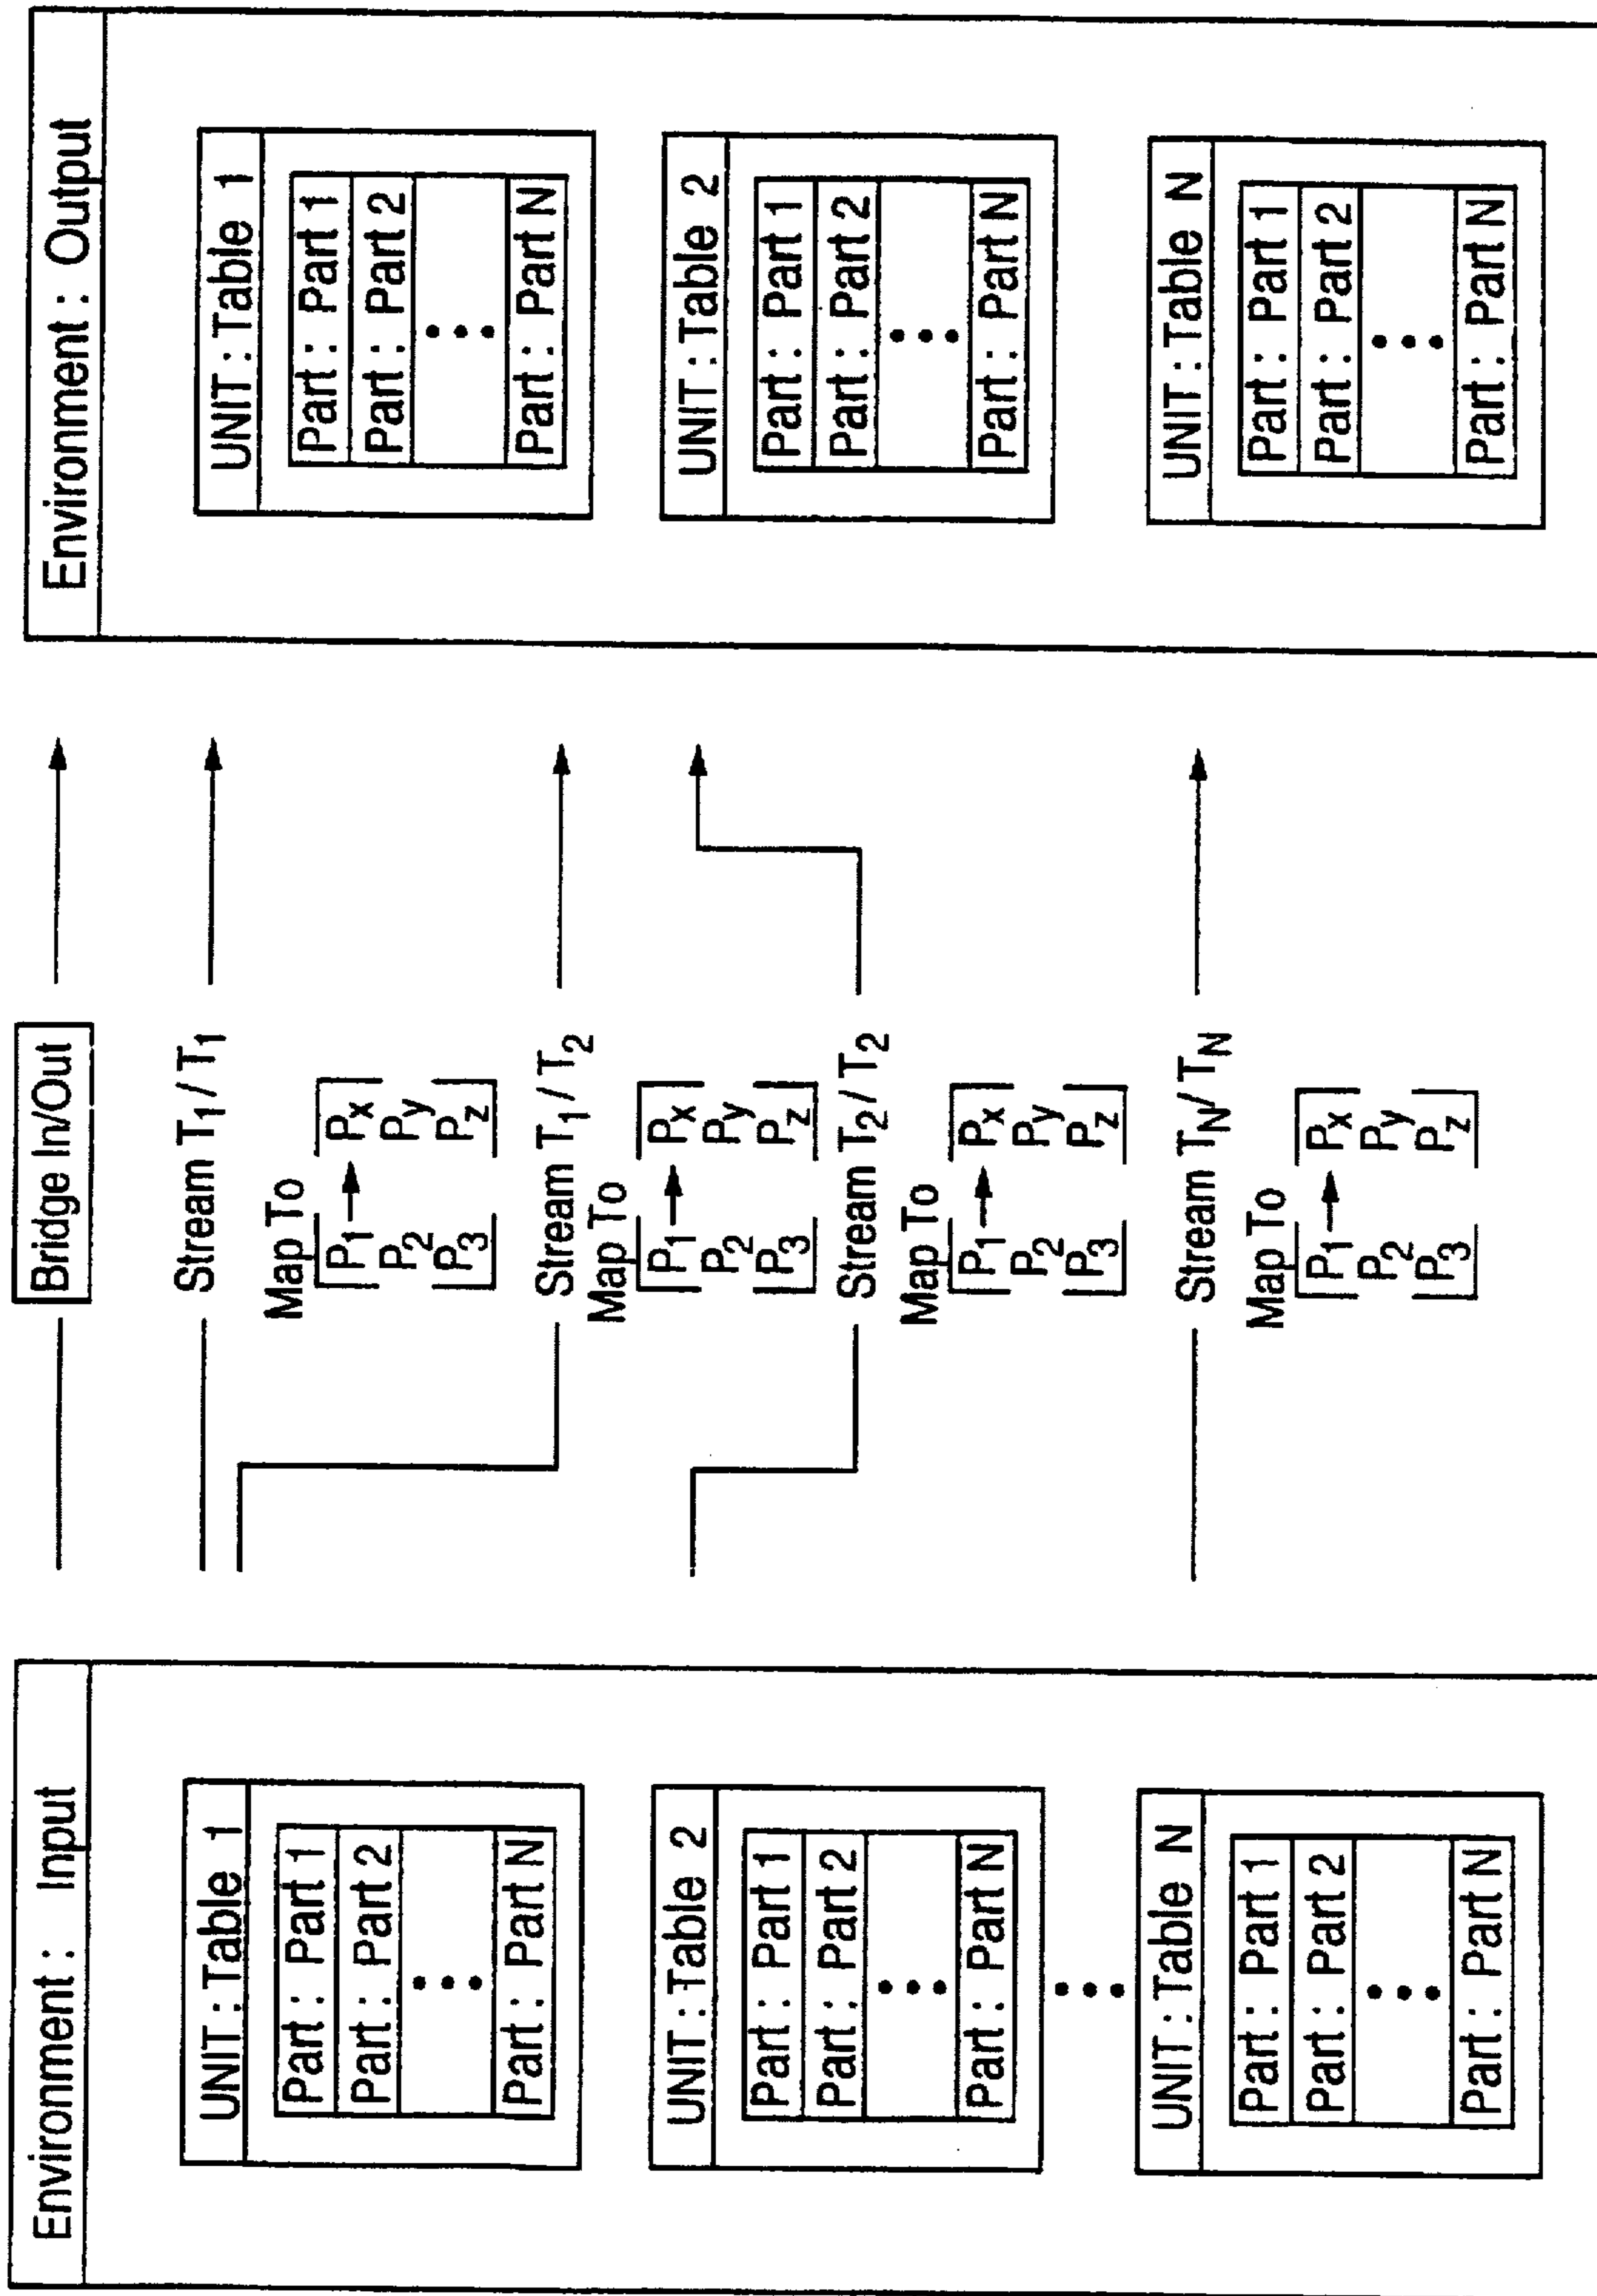 Environment : Input
UNIT : Table 1
Part : Part 1
Part : Part 2
• • •
Part : Part N
UNIT : Table 2
Part : Part 1
Part : Part 2
• • •
Part : Part N
• • •
UNIT : Table N
Part : Part 1
Part : Part 2
• • •
Part : Part N
Bridge In/Out
Stream T1 / T1
Map To
P1 → Px
P2 Py
P3 Pz
Stream T1 / T2
Map To
P1 → Px
P2 Py
P3 Pz
Stream T2 / T2
Map To
P1 → Px
P2 Py
P3 Pz
Stream TN / TN
Map To
P1 → Px
P2 Py
P3 Pz
Environment : Output
UNIT : Table 1
Part : Part 1
Part : Part 2
• • •
Part : Part N
UNIT : Table 2
Part : Part 1
Part : Part 2
• • •
Part : Part N
UNIT : Table N
Part : Part 1
Part : Part 2
• • •
Part : Part N